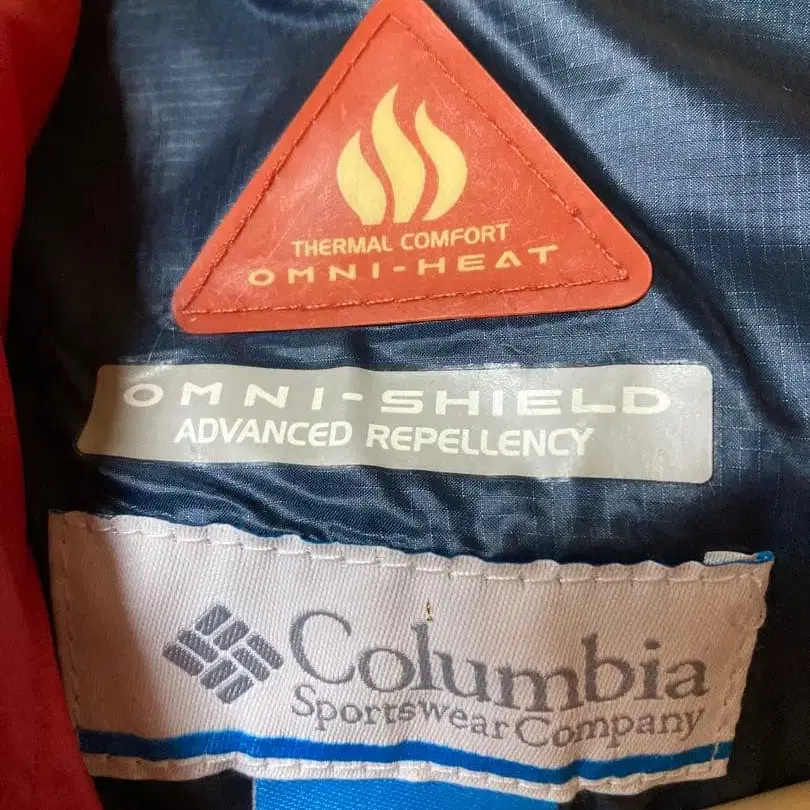 THERMAL COMFORT
OMNI-HEAT
OMNI-SHIELD
ADVANCED REPELLENCY
Columbia
Sportswear Company